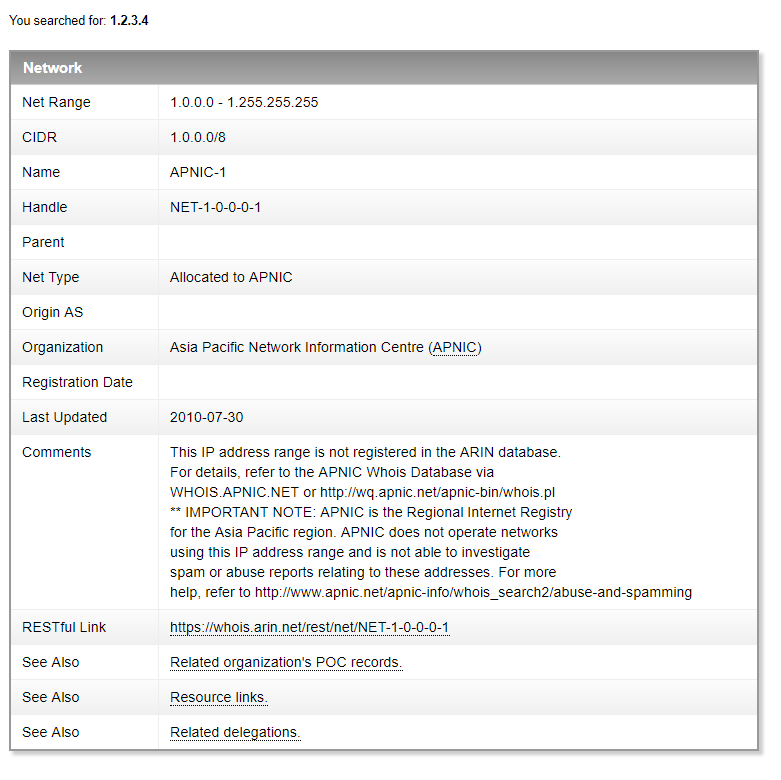 You searched for: 1.2.3.4
Network
Net Range 1.0.0.0 - 1.255.255.255
CIDR 1.0.0.0/8
Name APNIC-1
Handle NET-1-0-0-0-1
Parent
Net Type Allocated to APNIC
Origin AS
Organization Asia Pacific Network Information Centre (APNIC)
Registration Date
Last Updated 2010-07-30
Comments This IP address range is not registered in the ARIN database.
For details, refer to the APNIC Whois Database via
WHOIS.APNIC.NET or http://wq.apnic.net/apnic-bin/whois.pl
** IMPORTANT NOTE: APNIC is the Regional Internet Registry
for the Asia Pacific region. APNIC does not operate networks
using this IP address range and is not able to investigate
spam or abuse reports relating to these addresses. For more
help, refer to http://www.apnic.net/apnic-info/whois_search2/abuse-and-spamming
RESTful Link https://whois.arin.net/rest/net/NET-1-0-0-0-1
See Also Related organization's POC records.
See Also Resource links.
See Also Related delegations.